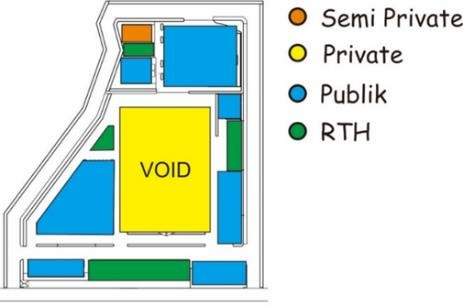 Semi Private
Private
Publik
RTH
VOID